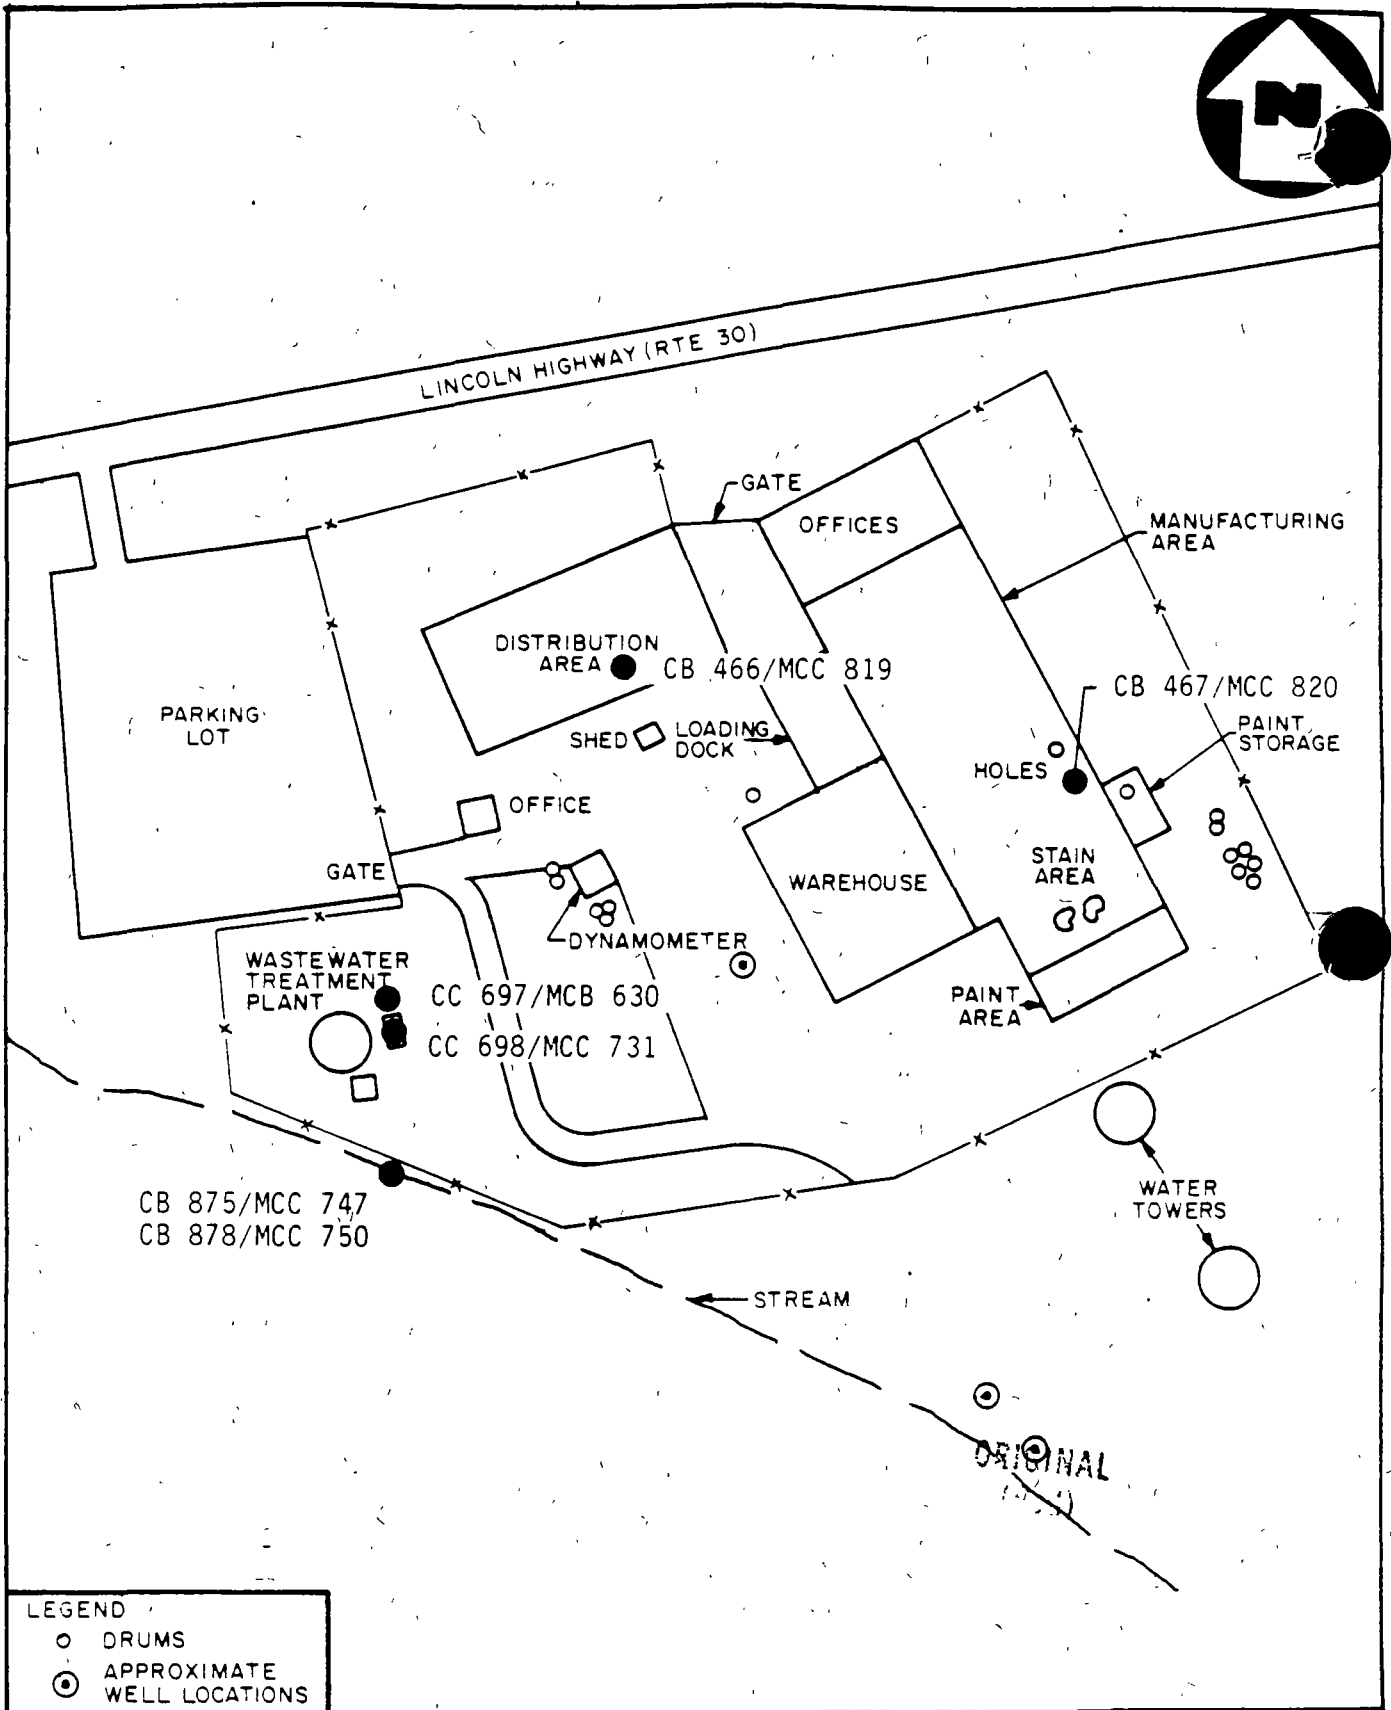 N
LINCOLN HIGHWAY (RTE 30)
GATE
OFFICES
MANUFACTURING
AREA
DISTRIBUTION
AREA
CB 466/MCC 819
CB 467/MCC 820
PARKING
LOT
SHED
LOADING
DOCK
PAINT
STORAGE
HOLES
OFFICE
GATE
STAIN
AREA
WAREHOUSE
DYNAMOMETER
WASTEWATER
TREATMENT
PLANT
CC 697/MCB 630
CC 698/MCC 731
PAINT
AREA
CB 875/MCC 747
CB 878/MCC 750
WATER
TOWERS
STREAM
ORIGINAL
LEGEND
DRUMS
APPROXIMATE
WELL LOCATIONS